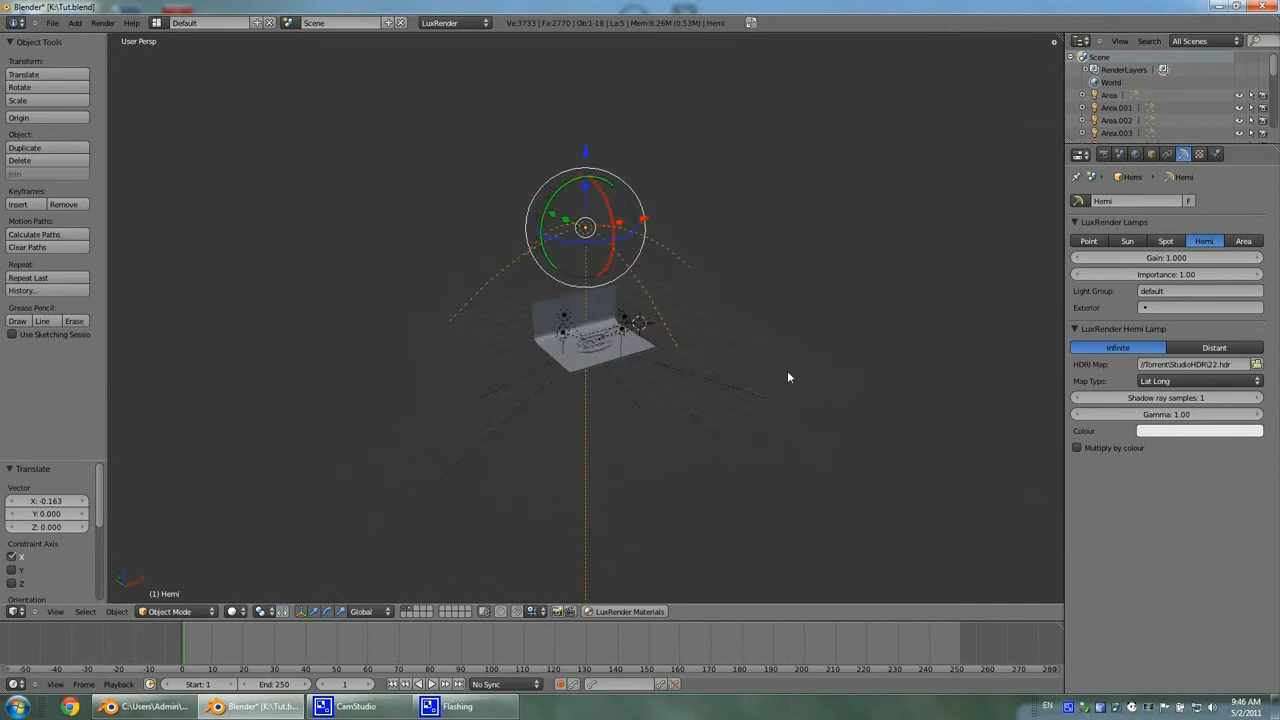 Blender* [K:\Tut.blend]
File Add Render Help Default Scene LuxRender Ve:3733 | Fa:2770 | Ob:1-18 | La:5 | Mem:8.26M (0.53M) | Hemi
Object Tools
Transform:
Translate
Rotate
Scale
Origin
Object:
Duplicate
Delete
Join
Keyframes:
Insert Remove
Motion Paths:
Calculate Paths
Clear Paths
Repeat:
Repeat Last
History...
Grease Pencil:
Draw Line Erase
Use Sketching Sessio
Translate
Vector
X: -0.163
Y: 0.000
Z: 0.000
Constraint Axis
X
Y
Z
Orientation
User Persp
(1) Hemi
View Select Object Object Mode Global LuxRender Materials
View Search All Scenes
Scene
RenderLayers
World
Area
Area.001
Area.002
Area.003
Hemi Hemi
Hemi F
LuxRender Lamps
Point Sun Spot Hemi Area
Gain: 1.000
Importance: 1.00
Light Group: default
Exterior
LuxRender Hemi Lamp
Infinite Distant
HDRI Map: //Torrent\StudioHDR\22.hdr
Map Type: Lat Long
Shadow ray samples: 1
Gamma: 1.00
Colour
Multiply by colour
-50 -40 -30 -20 -10 0 10 20 30 40 50 60 70 80 90 100 110 120 130 140 150 160 170 180 190 200 210 220 230 240 250 260 270 280
View Frame Playback Start: 1 End: 250 1 No Sync
C:\Users\Admin\... Blender* [K:\Tut.b... CamStudio Flashing EN 9:46 AM
5/2/2011